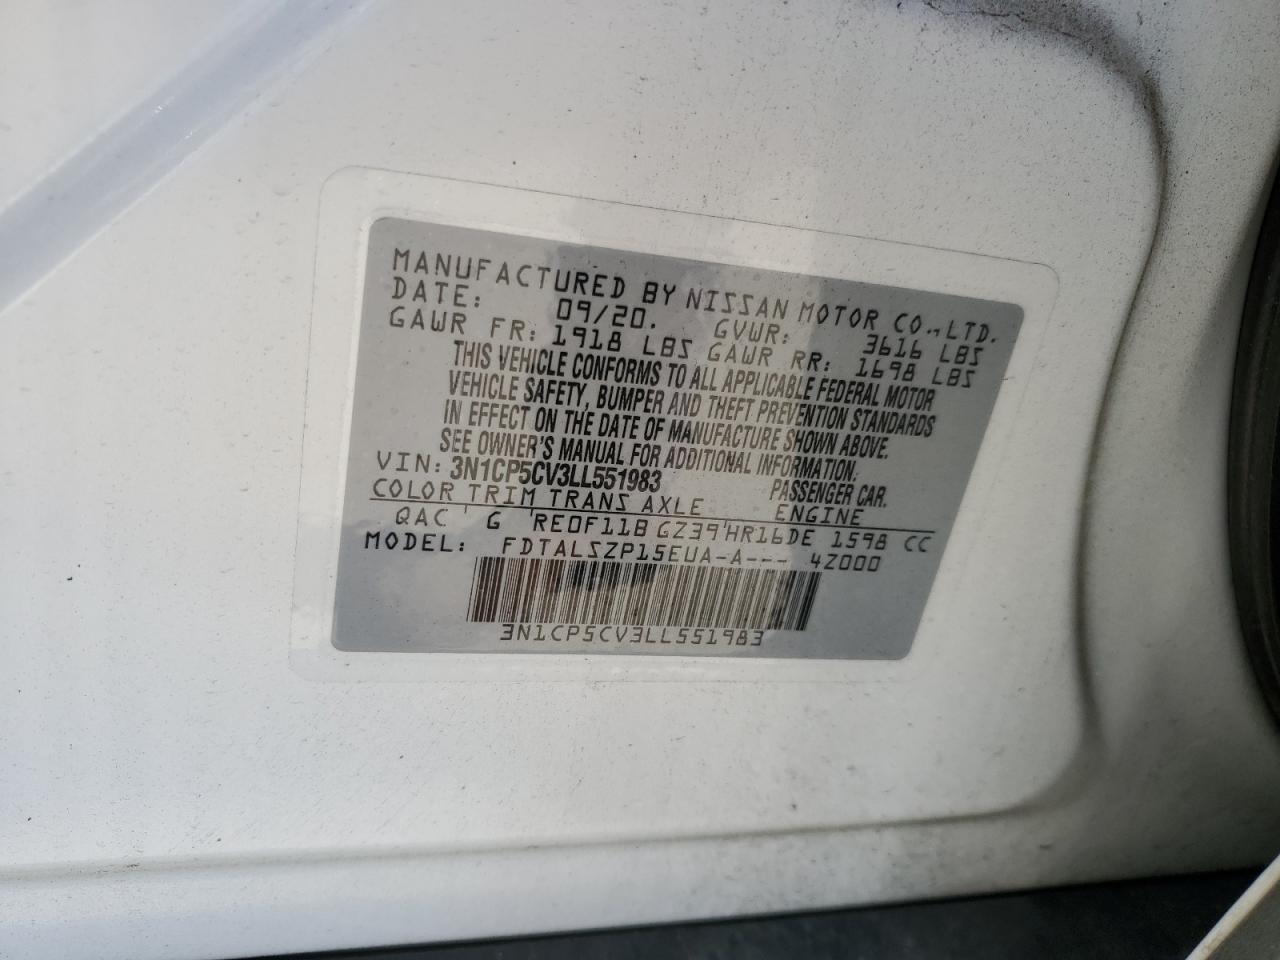 MANUFACTURED BY NISSAN MOTOR CO., LTD.
DATE: 09/20. GVWR: 3616 LBS
GAWR FR: 1918 LBS GAWR RR: 1698 LBS
THIS VEHICLE CONFORMS TO ALL APPLICABLE FEDERAL MOTOR
VEHICLE SAFETY, BUMPER AND THEFT PREVENTION STANDARDS
IN EFFECT ON THE DATE OF MANUFACTURE SHOWN ABOVE.
SEE OWNER'S MANUAL FOR ADDITIONAL INFORMATION.
VIN: 3N1CP5CV3LL551983 PASSENGER CAR.
COLOR TRIM TRANS AXLE ENGINE
QAC ' G 'RE0F11B GZ39'HR16DE 1598 CC
MODEL: FDTALSZP15EUA-A--- 4Z000
3N1CP5CV3LL551983